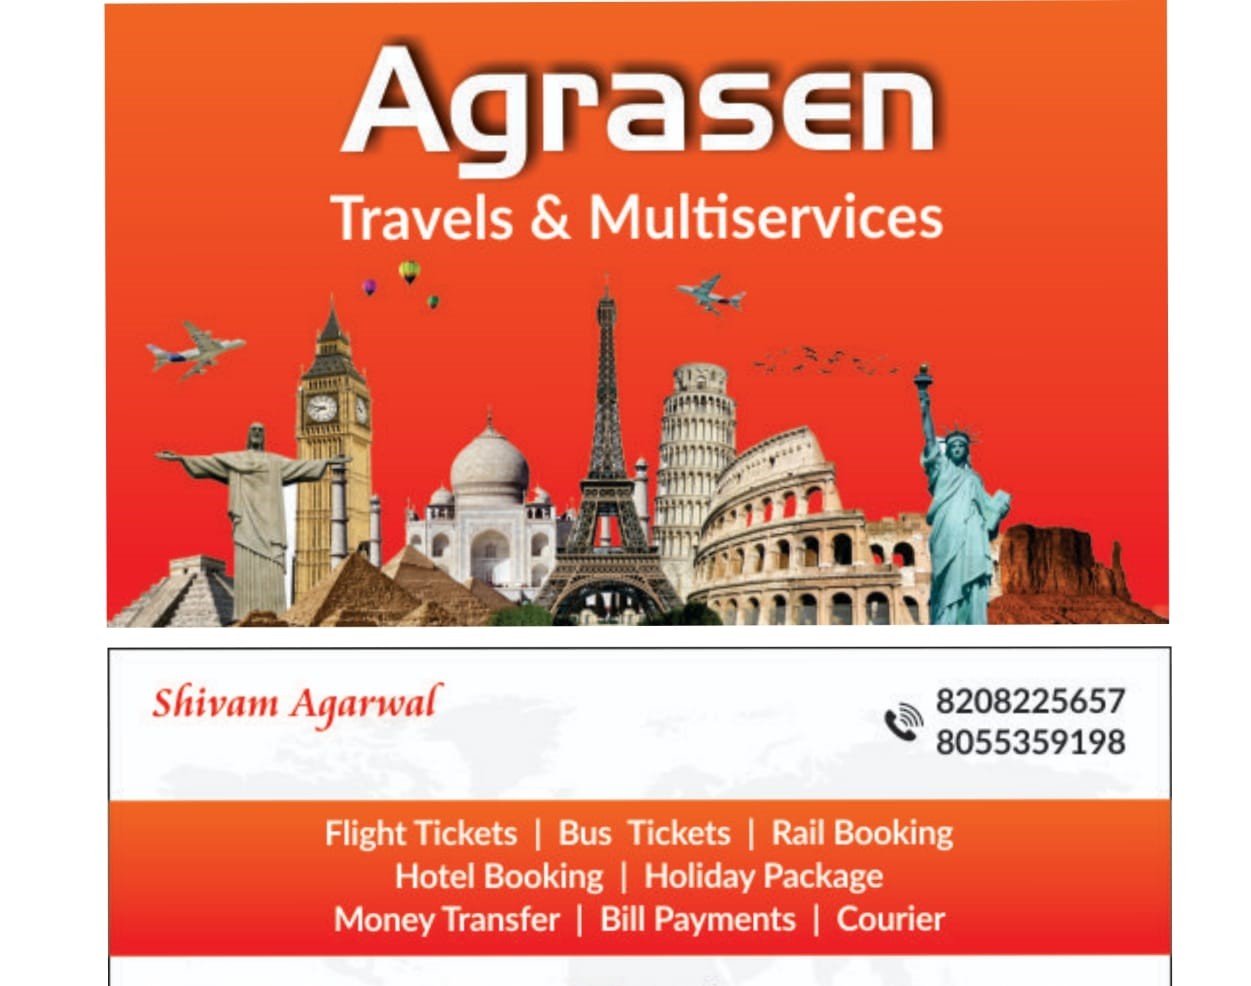 Agrasen
Travels & Multiservices
Shivam Agarwal
8208225657
8055359198
Flight Tickets | Bus Tickets | Rail Booking
Hotel Booking | Holiday Package
Money Transfer | Bill Payments | Courier